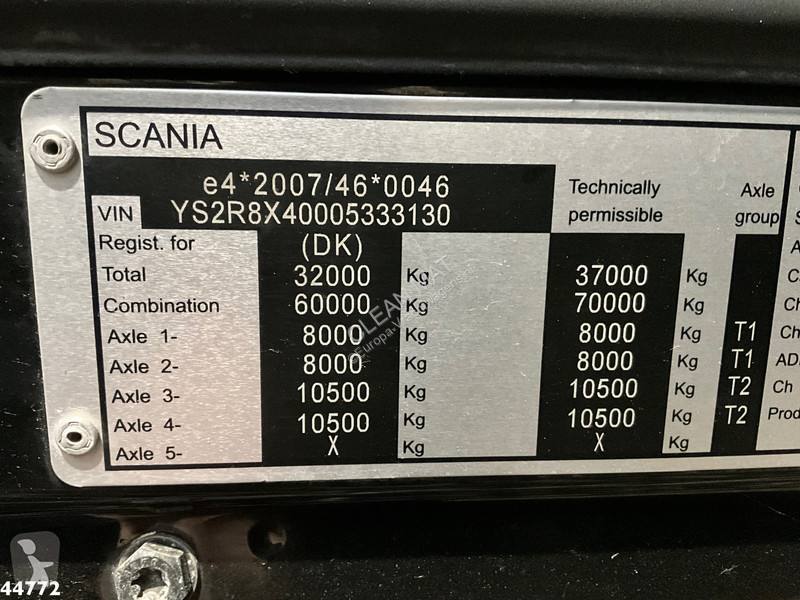 SCANIA
e4*2007/46*0046
VIN YS2R8X40005333130
Technically permissible
Axle group
Regist. for (DK)
Total 32000 Kg 37000 Kg
Combination 60000 Kg 70000 Kg
Axle 1- 8000 Kg 8000 Kg T1
Axle 2- 8000 Kg 8000 Kg T1
Axle 3- 10500 Kg 10500 Kg T2
Axle 4- 10500 Kg 10500 Kg T2
Axle 5- X Kg X Kg
Ch
Prod
44772